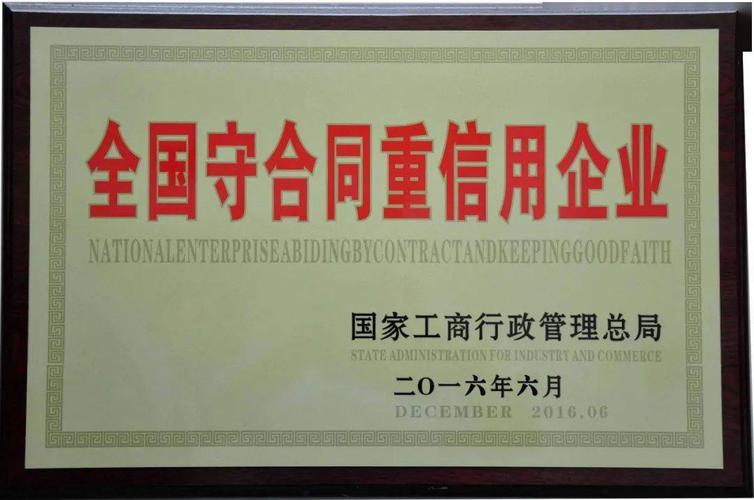 全国守合同重信用企业
NATIONALENTERPRISEABIDINGBYCONTRACTANDKEEPINGGOODFAITH
国家工商行政管理总局
STATE ADMINISTRATION FOR INDUSTRY AND COMMERCE
二〇一六年六月
DECEMBER 2016.06